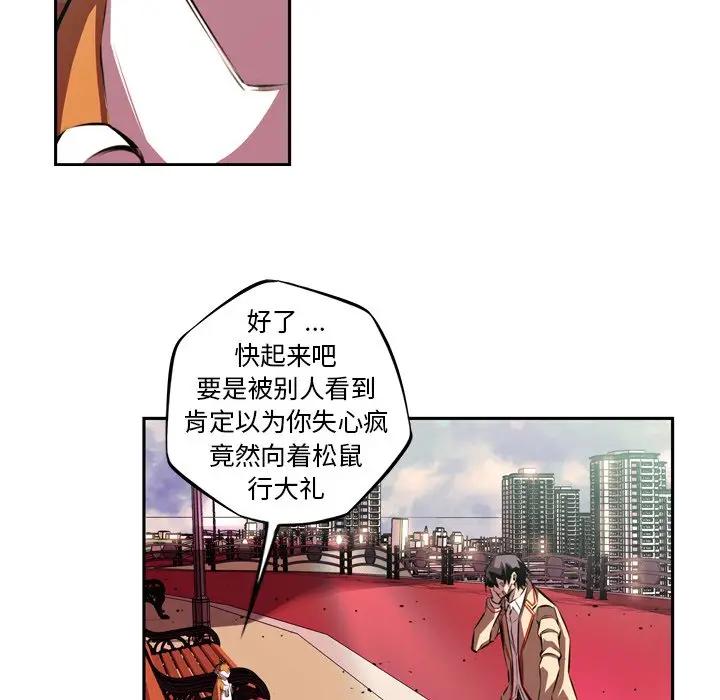 好了 ...
快起来吧
要是被别人看到
肯定以为你失心疯
竟然向着松鼠
行大礼